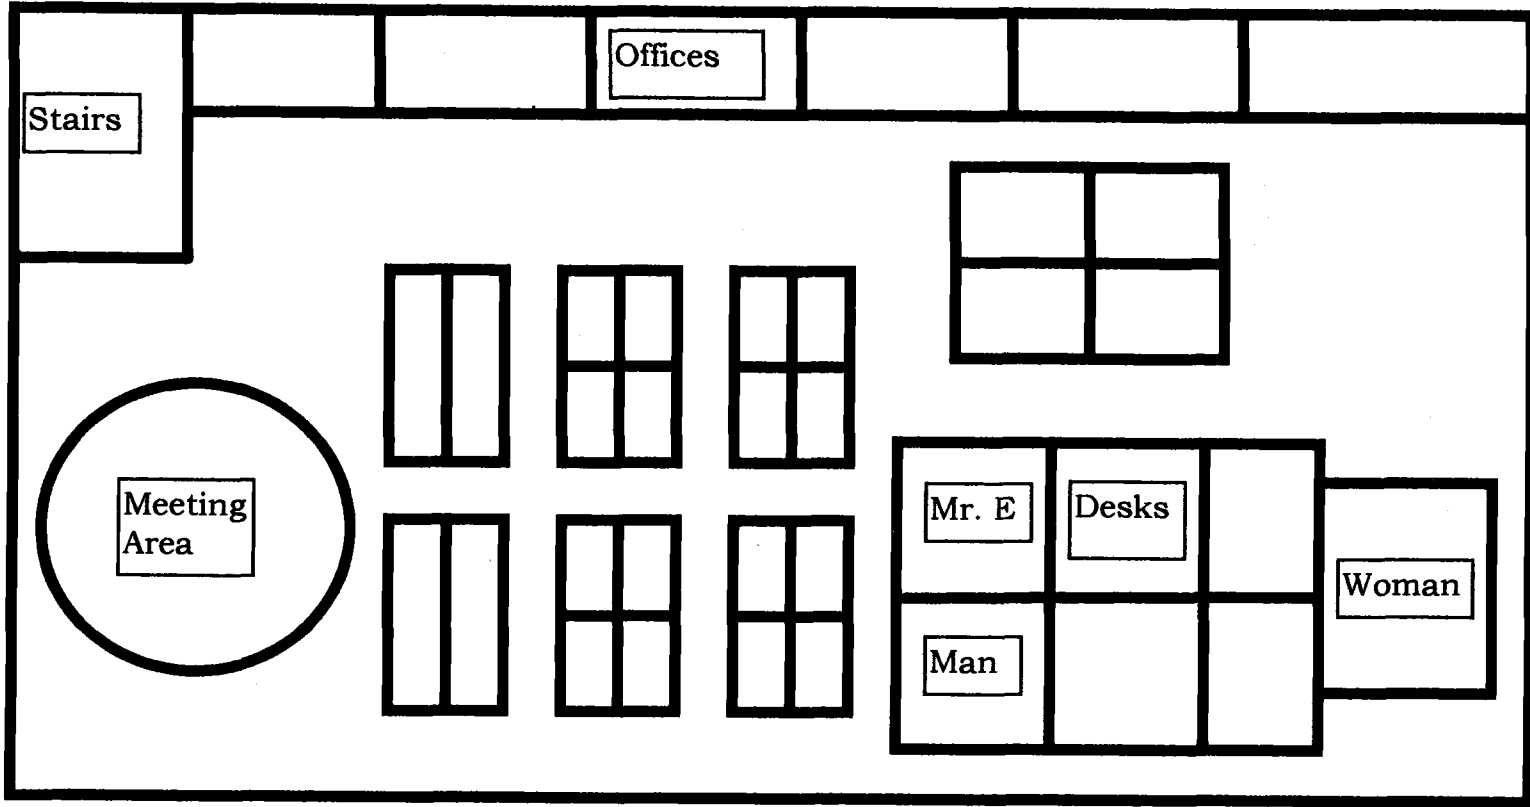 Offices
Stairs
Meeting
Area
Mr. E
Desks
Woman
Man